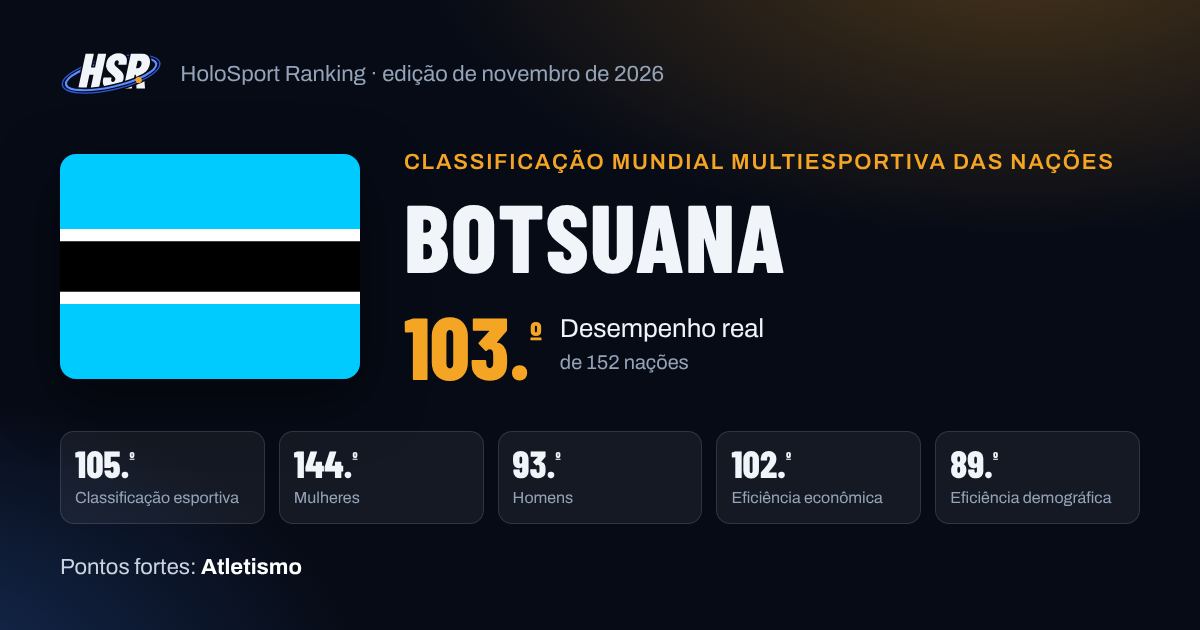 HSR
HoloSport Ranking · edição de novembro de 2026
CLASSIFICAÇÃO MUNDIAL MULTIESPORTIVA DAS NAÇÕES
BOTSUANA
103.º
Desempenho real
de 152 nações
105.º
Classificação esportiva
144.º
Mulheres
93.º
Homens
102.º
Eficiência econômica
89.º
Eficiência demográfica
Pontos fortes: Atletismo